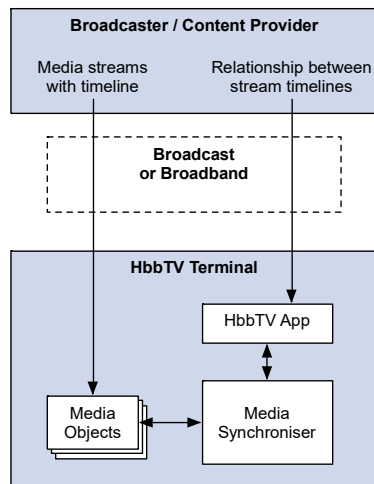 Broadcaster / Content Provider
Media streams
with timeline
Relationship between
stream timelines
Broadcast
or Broadband
HbbTV Terminal
HbbTV App
Media
Objects
Media
Synchroniser